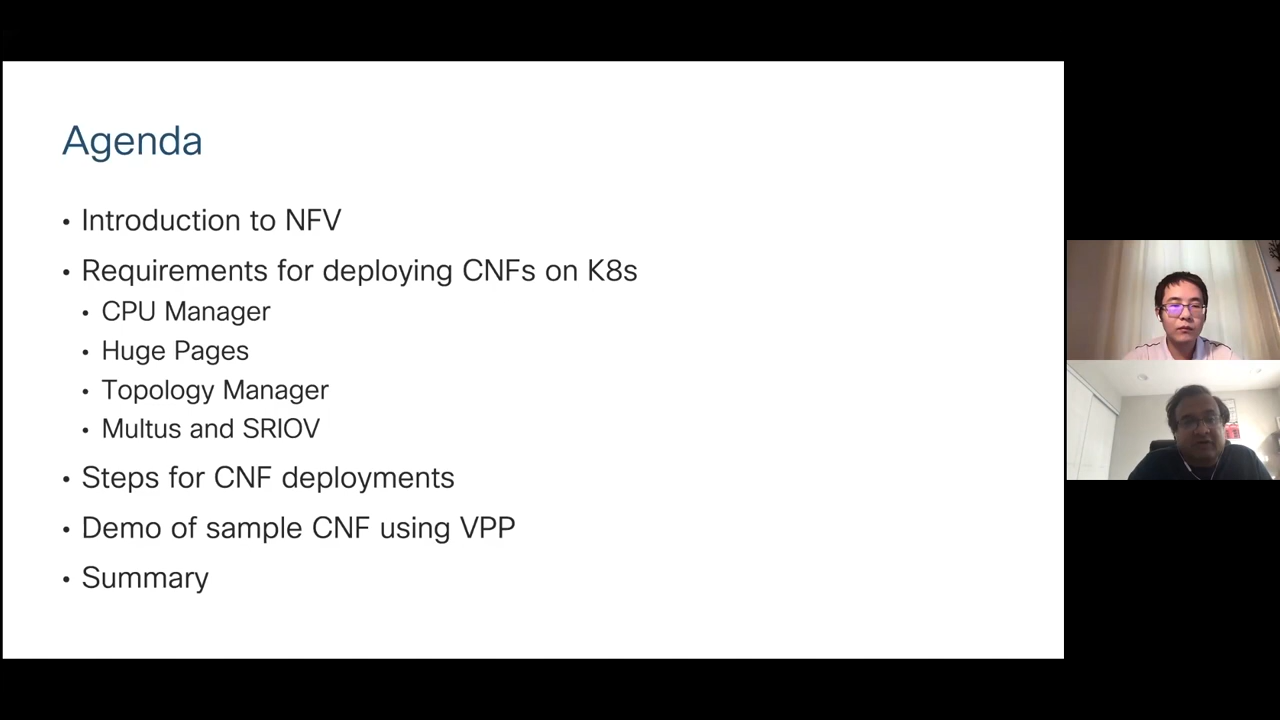 Agenda
• Introduction to NFV
• Requirements for deploying CNFs on K8s
• CPU Manager
• Huge Pages
• Topology Manager
• Multus and SRIOV
• Steps for CNF deployments
• Demo of sample CNF using VPP
• Summary